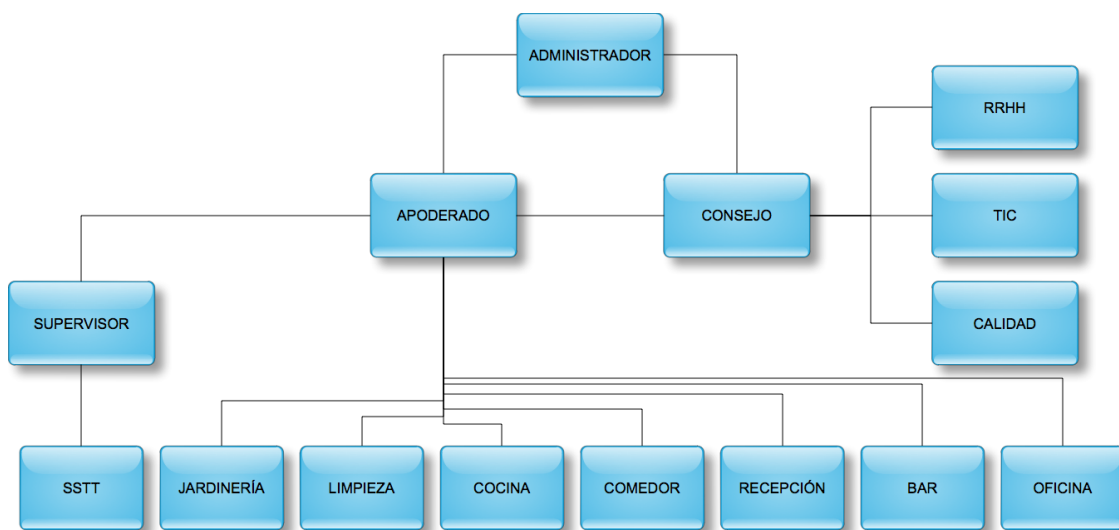 ADMINISTRADOR
RRHH
APODERADO
CONSEJO
TIC
SUPERVISOR
CALIDAD
SSTT
JARDINERÍA
LIMPIEZA
COCINA
COMEDOR
RECEPCIÓN
BAR
OFICINA